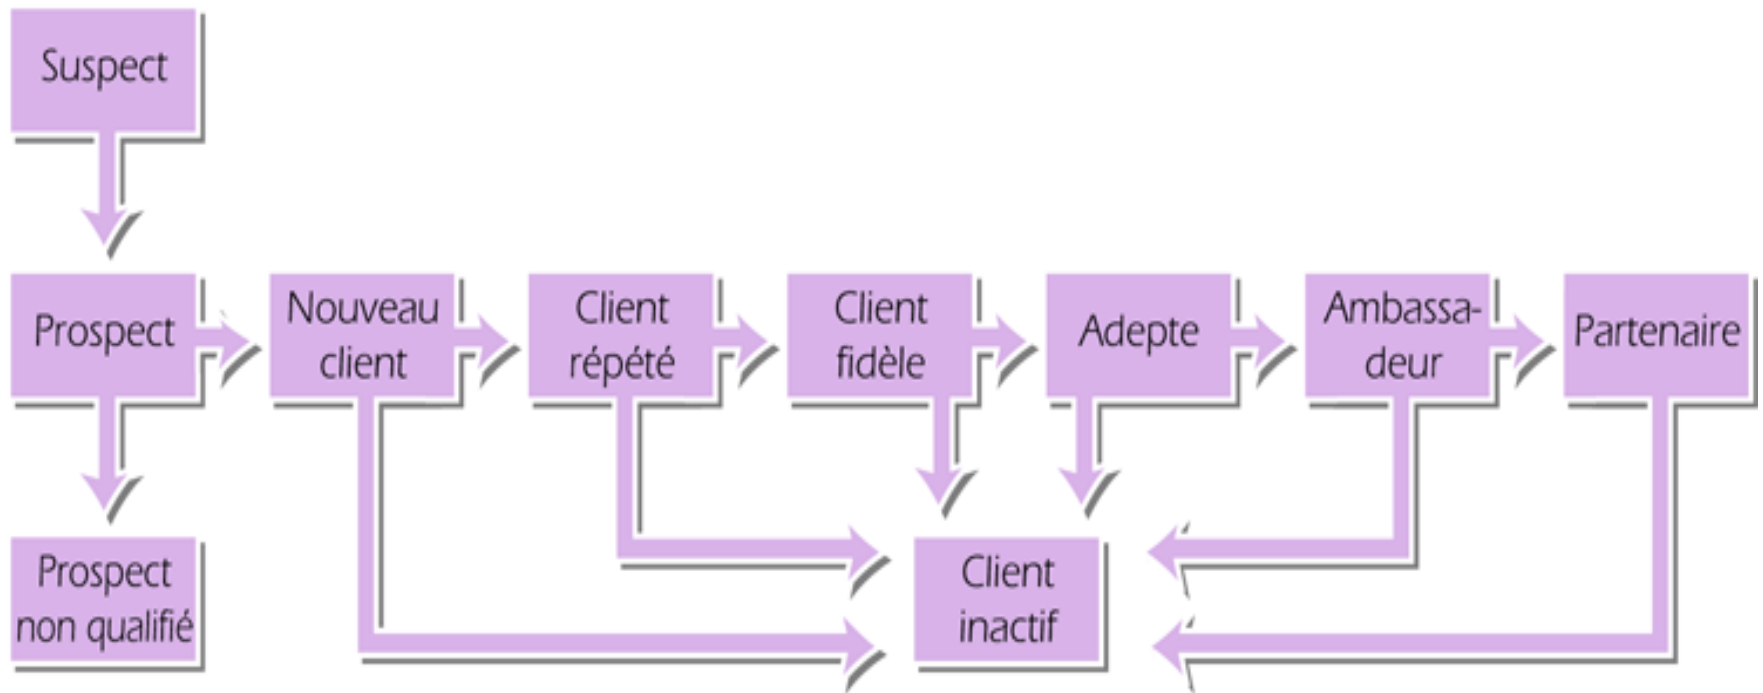 Suspect
Prospect
Nouveau
client
Client
répété
Client
fidèle
Adepte
Ambassa-
deur
Partenaire
Prospect
non qualifié
Client
inactif